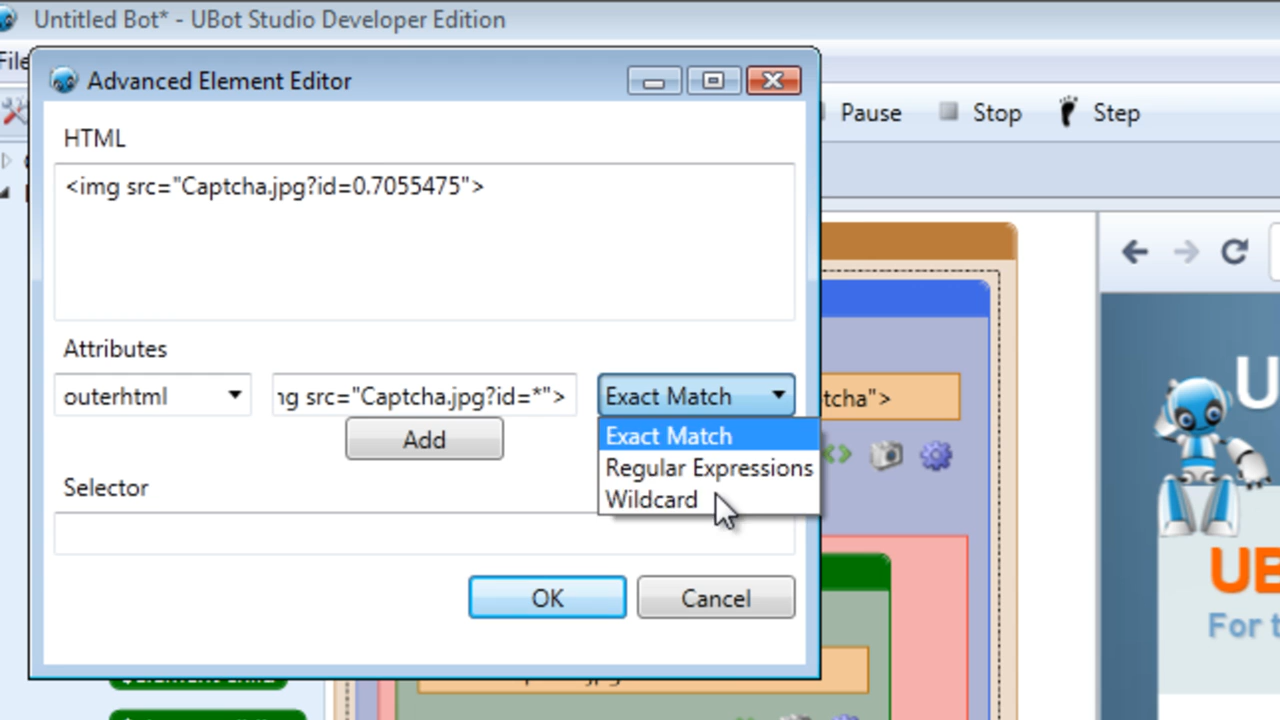 Untitled Bot* - UBot Studio Developer Edition
File
Advanced Element Editor
Pause
Stop
Step
HTML
<img src="Captcha.jpg?id=0.7055475">
Attributes
outerhtml
src="Captcha.jpg?id=*">
Exact Match
tcha">
Add
Exact Match
Regular Expressions
Wildcard
Selector
OK
Cancel
U
UB
For t